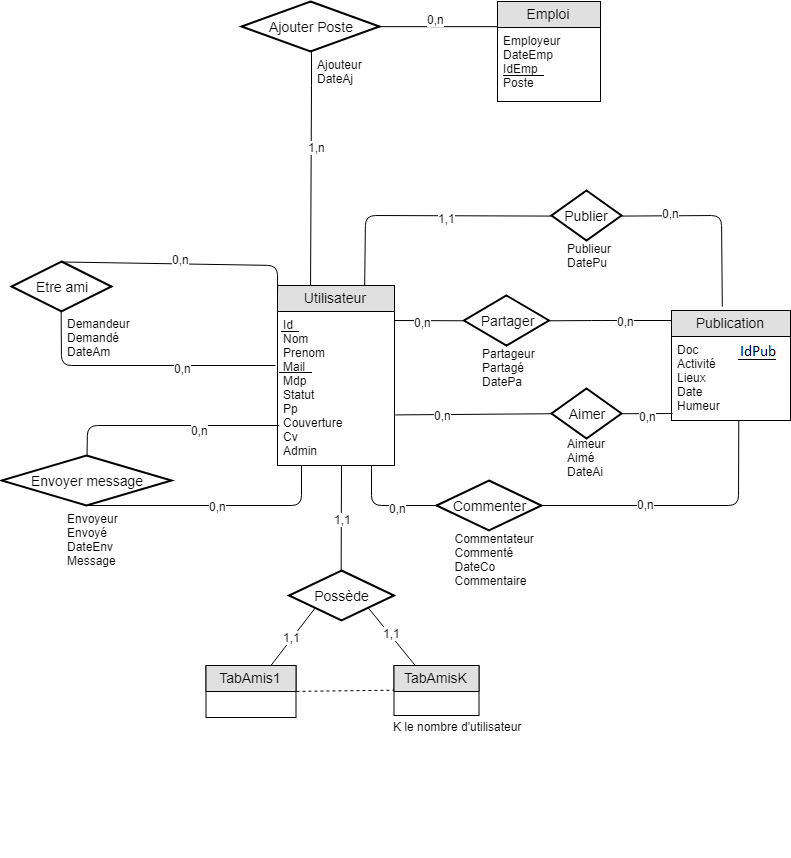 Ajouter Poste
0,n
Emploi
Employeur
DateEmp
IdEmp
Poste
Ajouteur
DateAj
1,n
Publier
1,1
0,n
Publieur
DatePu
Etre ami
0,n
Demandeur
Demandé
DateAm
0,n
Utilisateur
Id
Nom
Prenom
Mail
Mdp
Statut
Pp
Couverture
Cv
Admin
0,n
Partager
0,n
Partageur
Partagé
DatePa
Publication
Doc
IdPub
Activité
Lieux
Date
Humeur
0,n
Aimer
0,n
Aimeur
Aimé
DateAi
0,n
Envoyer message
0,n
Envoyeur
Envoyé
DateEnv
Message
0,n
Commenter
0,n
Commentateur
Commenté
DateCo
Commentaire
1,1
Possède
1,1
1,1
TabAmis1
TabAmisK
K le nombre d'utilisateur